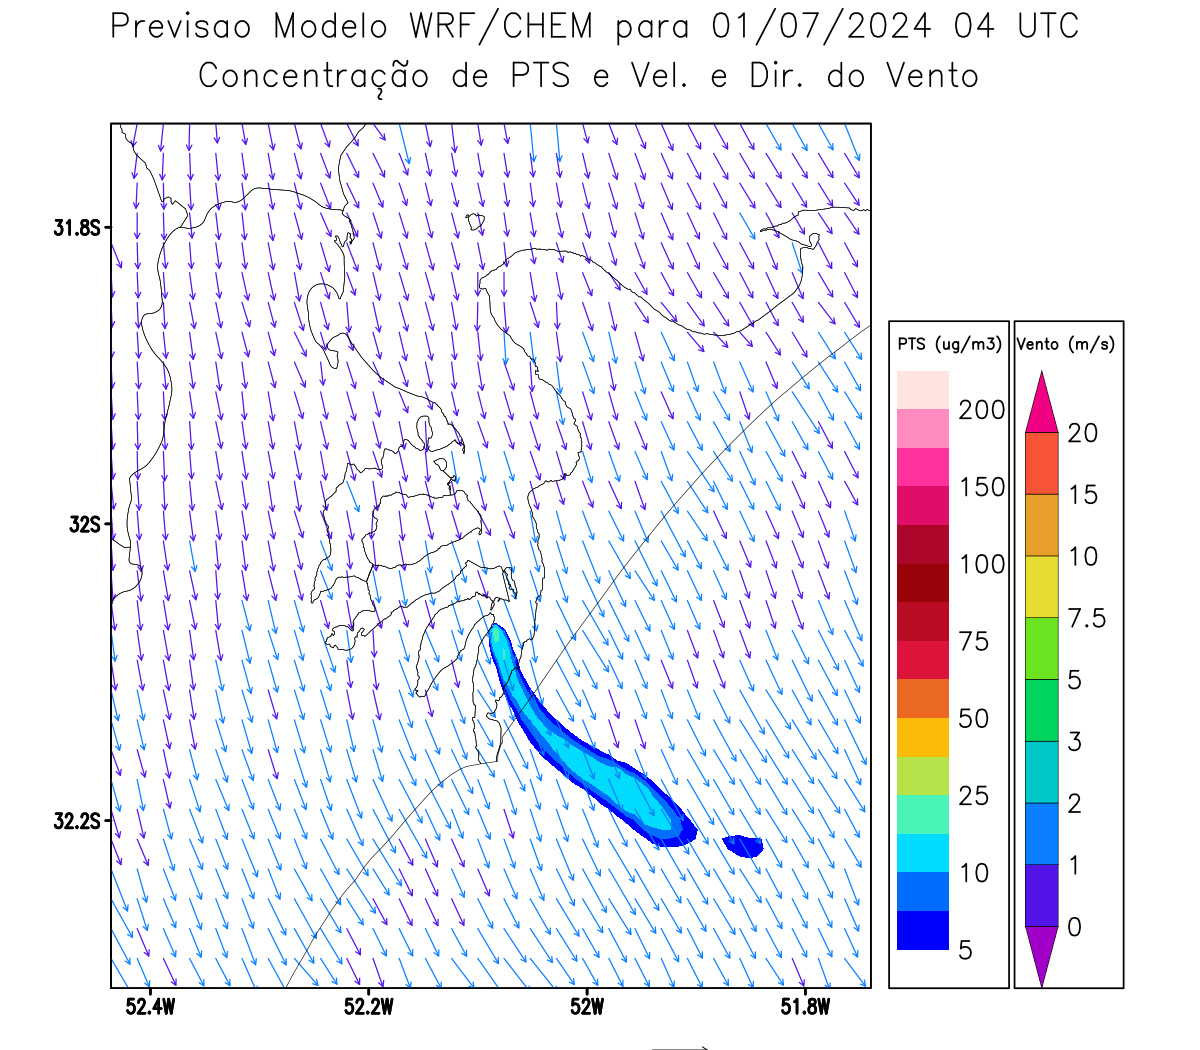 Previsao Modelo WRF/CHEM para 01/07/2024 04 UTC
Concentração de PTS e Vel. e Dir. do Vento
31.8S
32S
32.2S
52.4W
52.2W
52W
51.8W
PTS (ug/m3)
200
150
100
75
50
25
10
5
Vento (m/s)
20
15
10
7.5
5
3
2
1
0